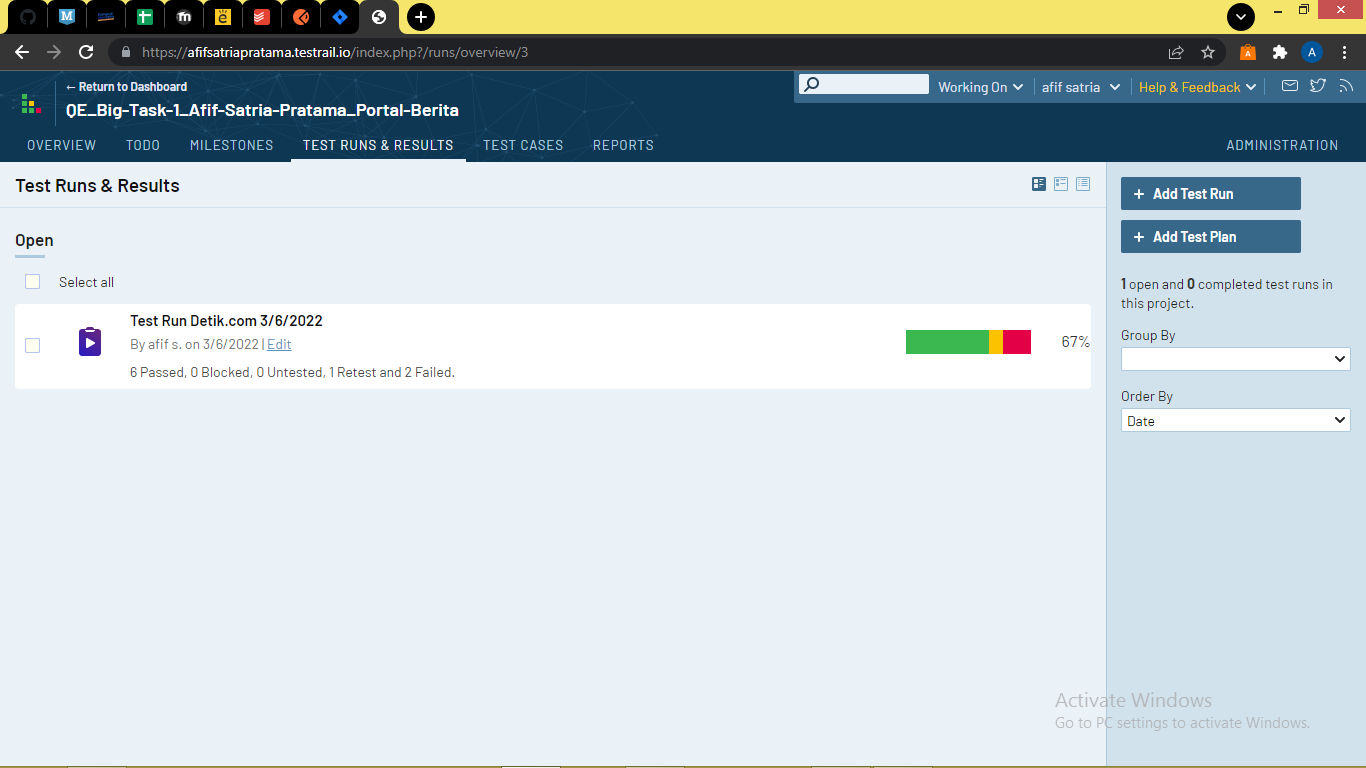 https://afifsatriapratama.testrail.io/index.php?/runs/overview/3
A
← Return to Dashboard
QE_Big-Task-1_Afif-Satria-Pratama_Portal-Berita
Working On
afif satria
Help & Feedback
OVERVIEW
TODO
MILESTONES
TEST RUNS & RESULTS
TEST CASES
REPORTS
ADMINISTRATION
Test Runs & Results
Open
Select all
Test Run Detik.com 3/6/2022
By afif s. on 3/6/2022 | Edit
6 Passed, 0 Blocked, 0 Untested, 1 Retest and 2 Failed.
67%
+ Add Test Run
+ Add Test Plan
1 open and 0 completed test runs in
this project.
Group By
Order By
Date
Activate Windows
Go to PC settings to activate Windows.